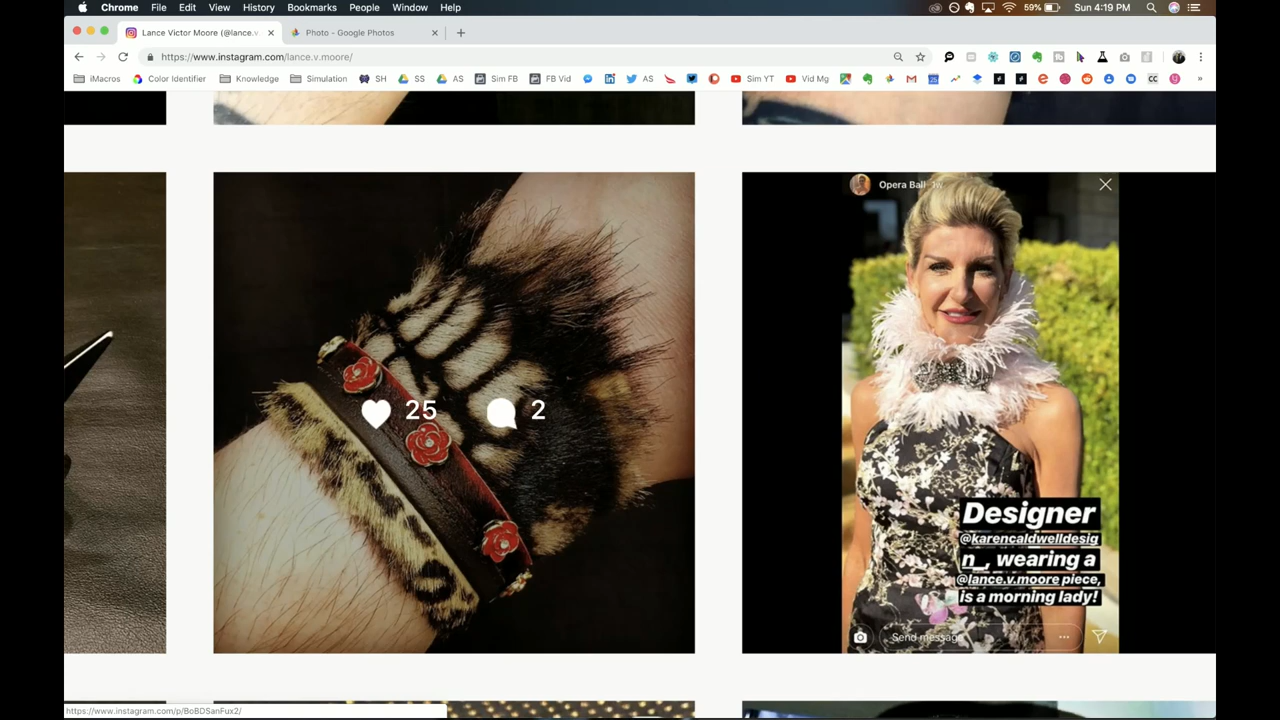 Chrome File Edit View History Bookmarks People Window Help 59% Sun 4:19 PM
Lance Victor Moore (@lance.v. Photo - Google Photos
https://www.instagram.com/lance.v.moore/
iMacros Color Identifier Knowledge Simulation SH SS AS Sim FB FB Vid AS Sim YT Vid Mg CC
Opera Ball 1w
25 2
Designer
@karencaldwelldesig
n_, wearing a
@lance.v.moore piece,
is a morning lady!
Send message
https://www.instagram.com/p/BoBDSanFux2/